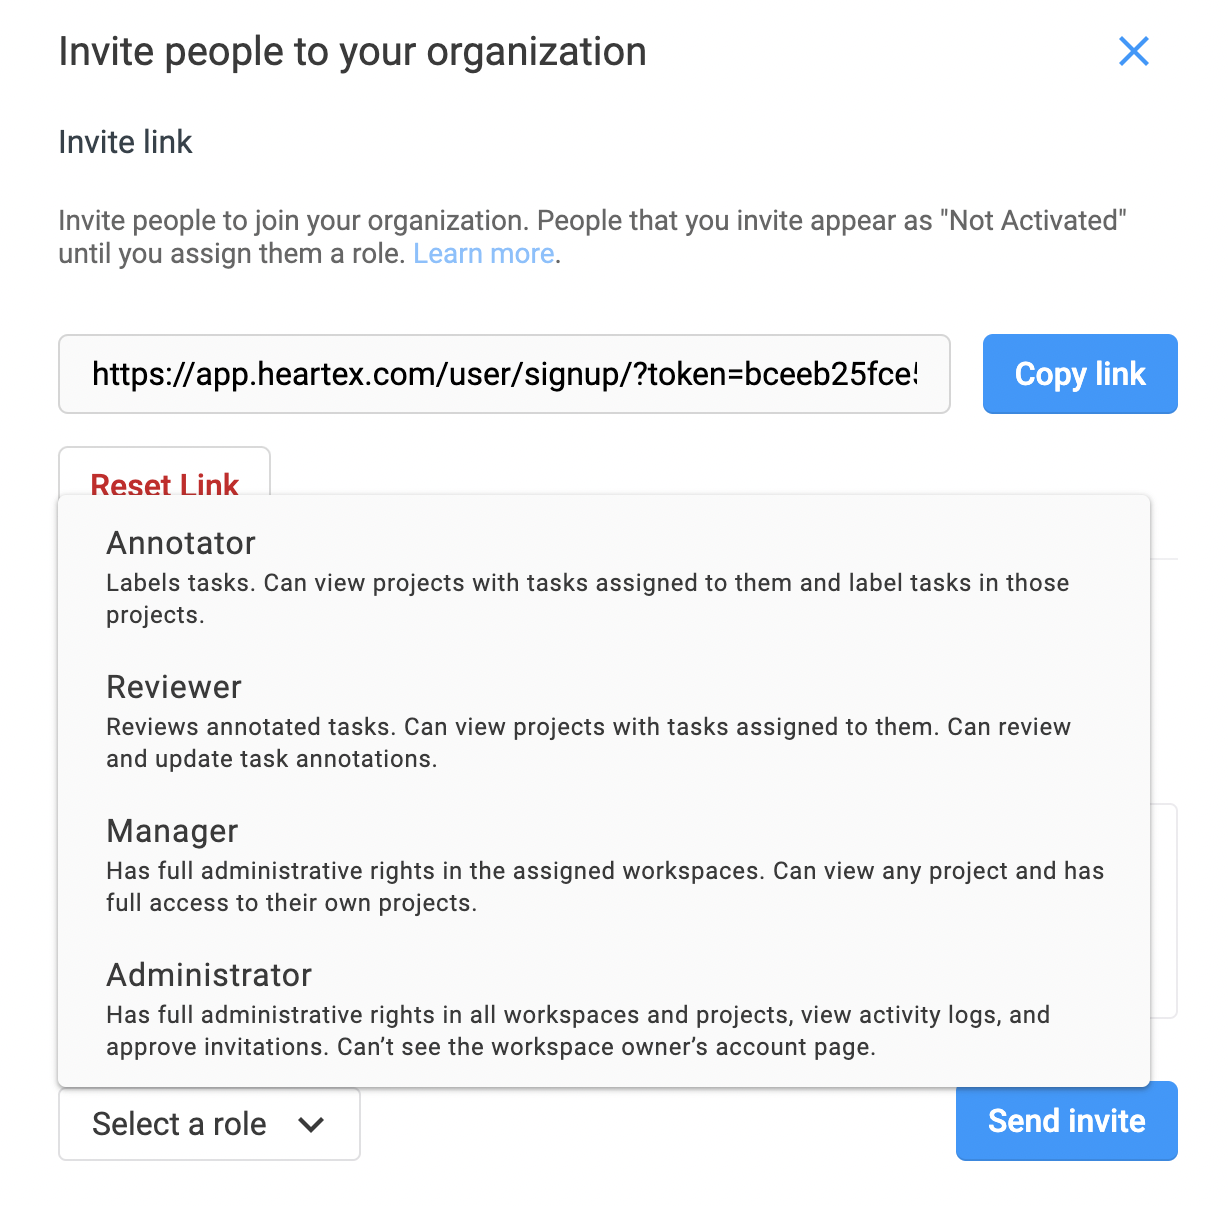 Invite people to your organization
Invite link
Invite people to join your organization. People that you invite appear as "Not Activated"
until you assign them a role. Learn more.
https://app.heartex.com/user/signup/?token=bceeb25fce5
Copy link
Reset Link
Annotator
Labels tasks. Can view projects with tasks assigned to them and label tasks in those
projects.
Reviewer
Reviews annotated tasks. Can view projects with tasks assigned to them. Can review
and update task annotations.
Manager
Has full administrative rights in the assigned workspaces. Can view any project and has
full access to their own projects.
Administrator
Has full administrative rights in all workspaces and projects, view activity logs, and
approve invitations. Can’t see the workspace owner’s account page.
Select a role
Send invite